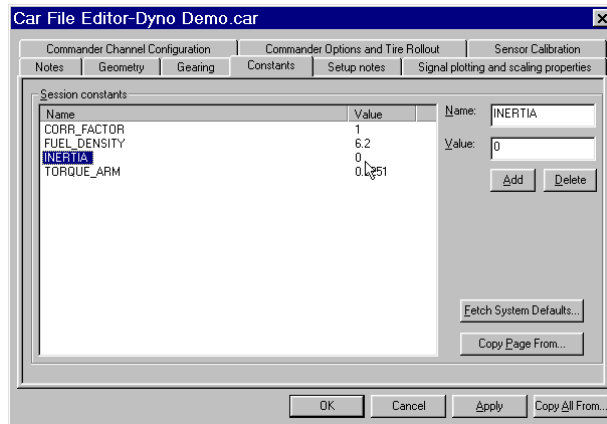 Car File Editor-Dyno Demo.car
Commander Channel Configuration Commander Options and Tire Rollout Sensor Calibration
Notes Geometry Gearing Constants Setup notes Signal plotting and scaling properties
Session constants
Name Value
CORR_FACTOR 1
FUEL_DENSITY 6.2
INERTIA 0
TORQUE_ARM
Name: INERTIA
Value: 0
Add Delete
Fetch System Defaults...
Copy Page From...
OK Cancel Apply Copy All From...